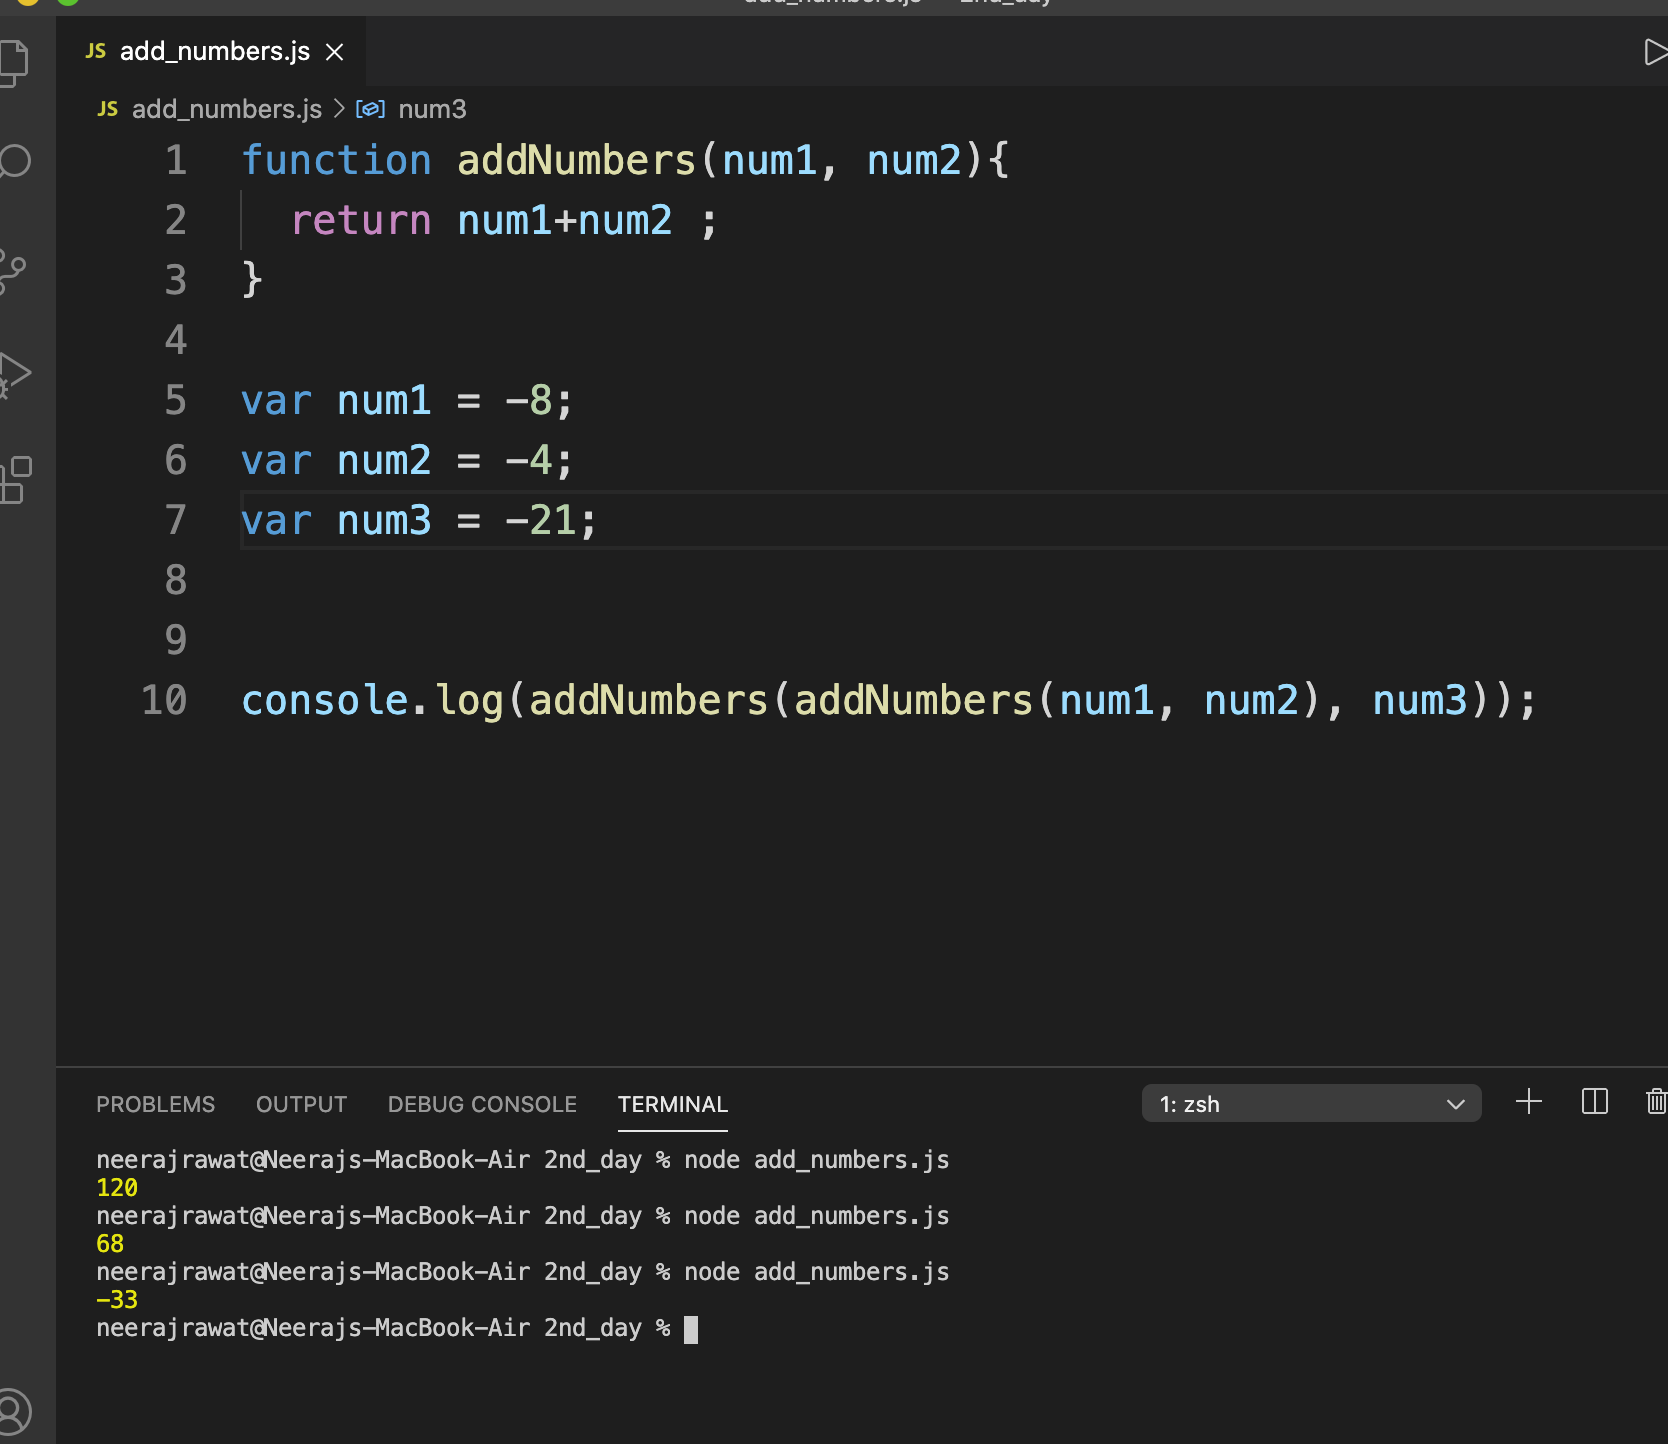 JS add_numbers.js
JS add_numbers.js > num3
1 function addNumbers(num1, num2){
2 return num1+num2 ;
3 }
4
5 var num1 = -8;
6 var num2 = -4;
7 var num3 = -21;
8
9
10 console.log(addNumbers(addNumbers(num1, num2), num3));
PROBLEMS OUTPUT DEBUG CONSOLE TERMINAL 1: zsh
neerajrawat@Neerajs-MacBook-Air 2nd_day % node add_numbers.js
120
neerajrawat@Neerajs-MacBook-Air 2nd_day % node add_numbers.js
68
neerajrawat@Neerajs-MacBook-Air 2nd_day % node add_numbers.js
-33
neerajrawat@Neerajs-MacBook-Air 2nd_day %